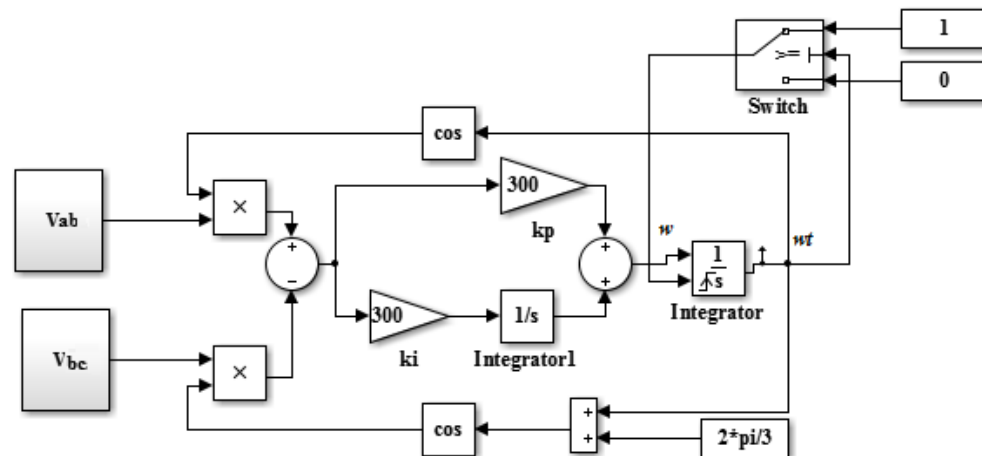 1
>=
0
Switch
cos
Vab
×
300
kp
+
−
w
+
+
1
s
wt
Integrator
300
ki
1/s
Integrator1
Vbc
×
cos
+
+
2*pi/3